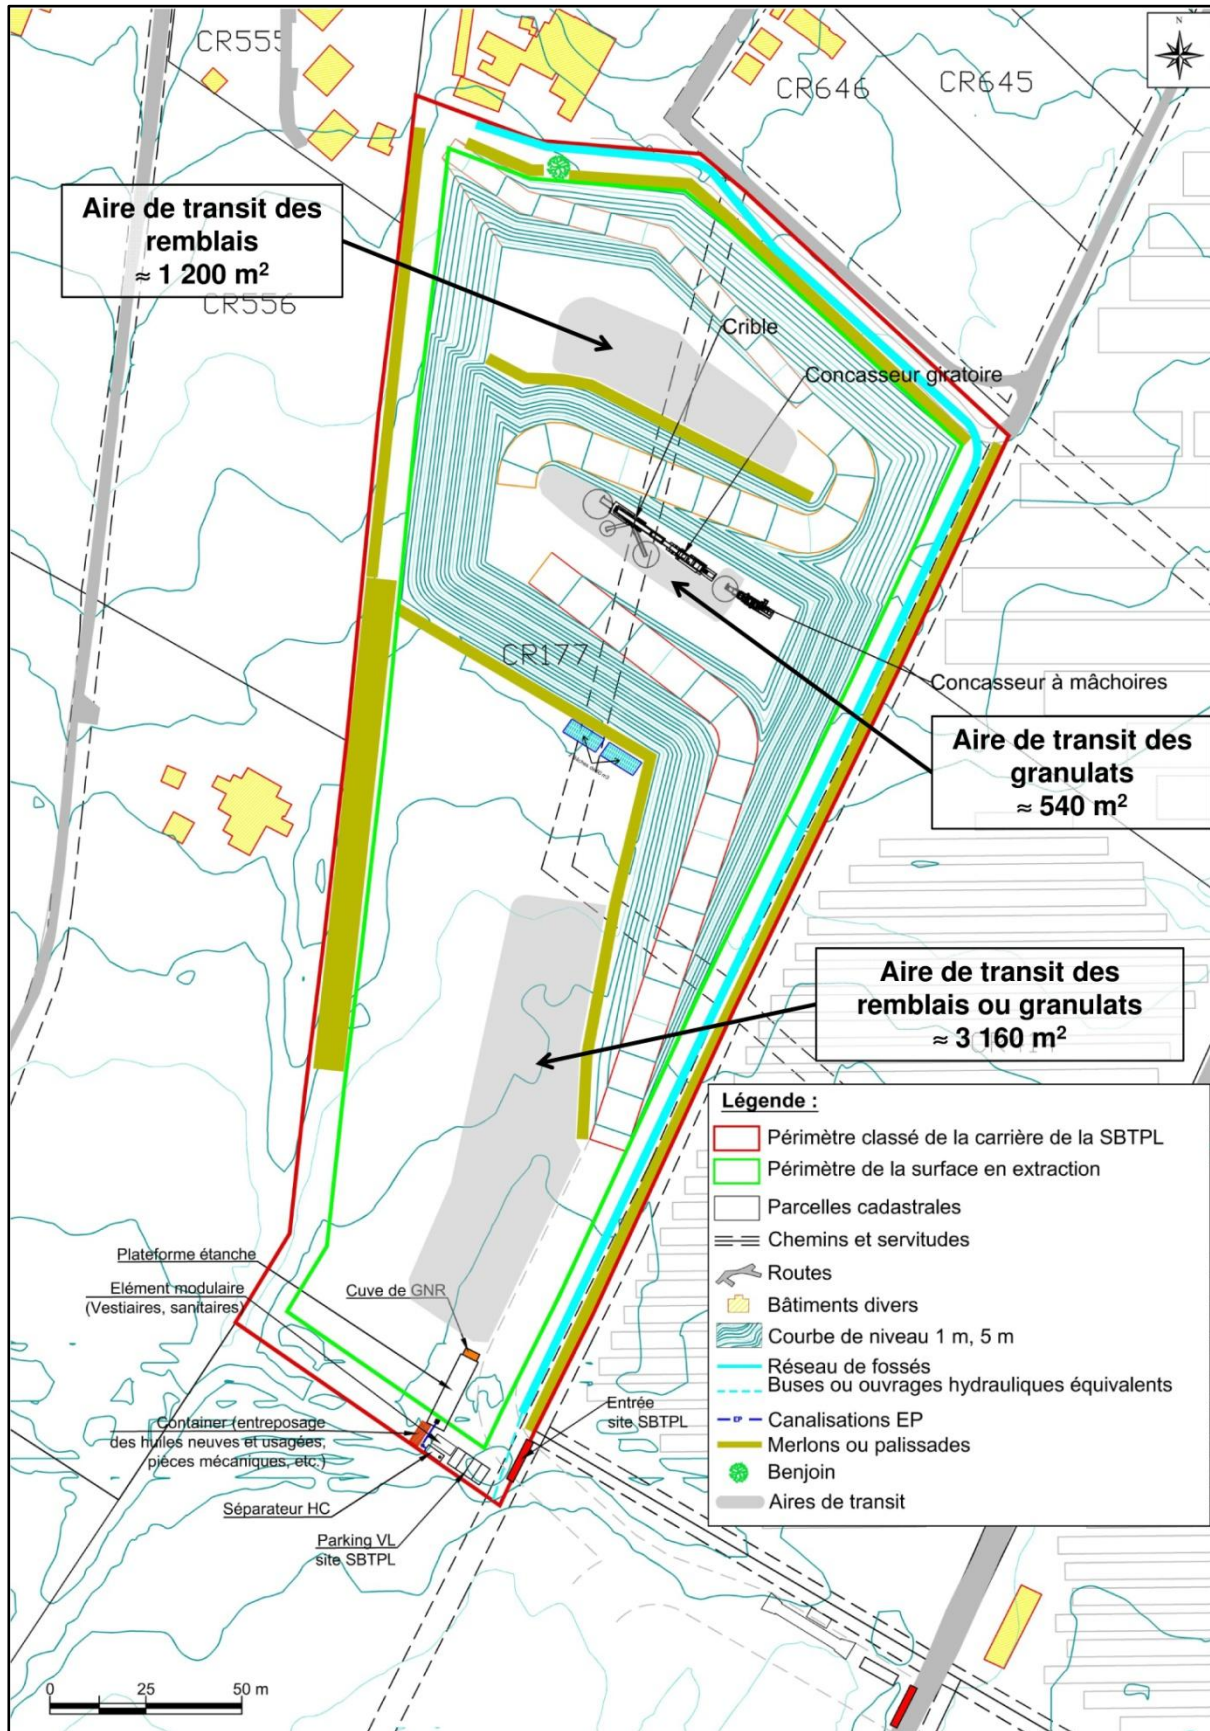 N
CR555
CR646
CR645
Aire de transit des
remblais
≈ 1 200 m²
CR556
Crible
Concasseur giratoire
CR177
Concasseur à mâchoires
Aire de transit des
granulats
≈ 540 m²
Aire de transit des
remblais ou granulats
≈ 3 160 m²
Légende :
Périmètre classé de la carrière de la SBTPL
Périmètre de la surface en extraction
Parcelles cadastrales
Chemins et servitudes
Routes
Bâtiments divers
Courbe de niveau 1 m, 5 m
Réseau de fossés
Buses ou ouvrages hydrauliques équivalents
EP
Canalisations EP
Merlons ou palissades
Benjoin
Aires de transit
Plateforme étanche
Elément modulaire
(Vestiaires, sanitaires)
Cuve de GNR
Container (entreposage
des huiles neuves et usagées,
pièces mécaniques, etc.)
Entrée
site SBTPL
Séparateur HC
Parking VL
site SBTPL
0 25 50 m